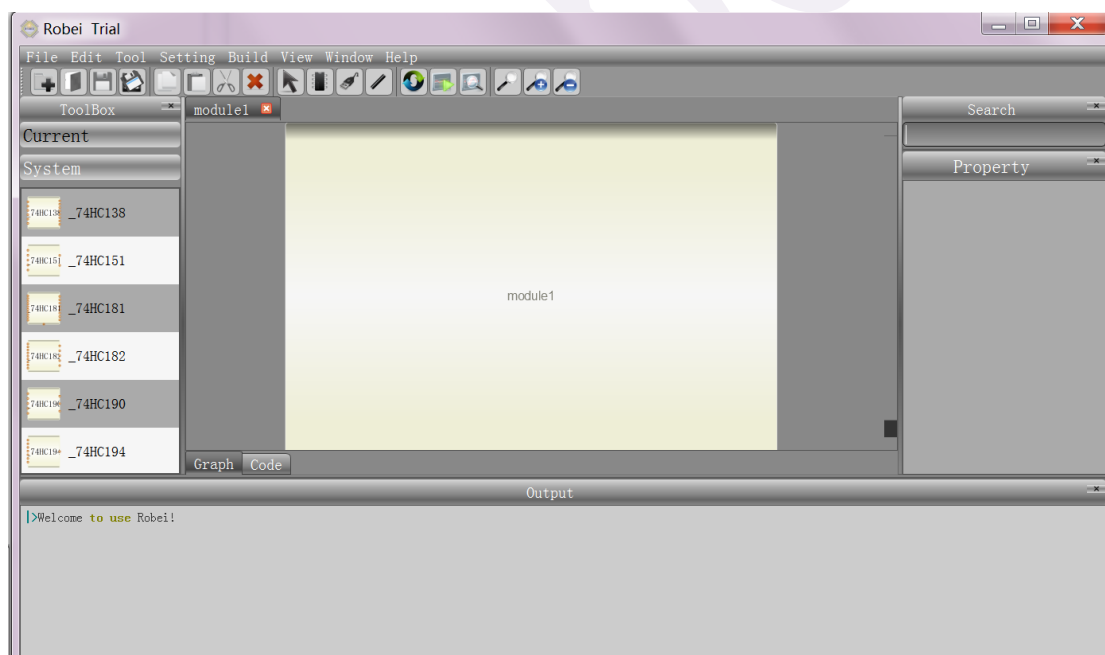 Robei Trial
File Edit Tool Setting Build View Window Help
ToolBox
module1
Search
Current
System
Property
_74HC138
_74HC151
_74HC181
_74HC182
_74HC190
_74HC194
module1
Graph Code
Output
>Welcome to use Robei!